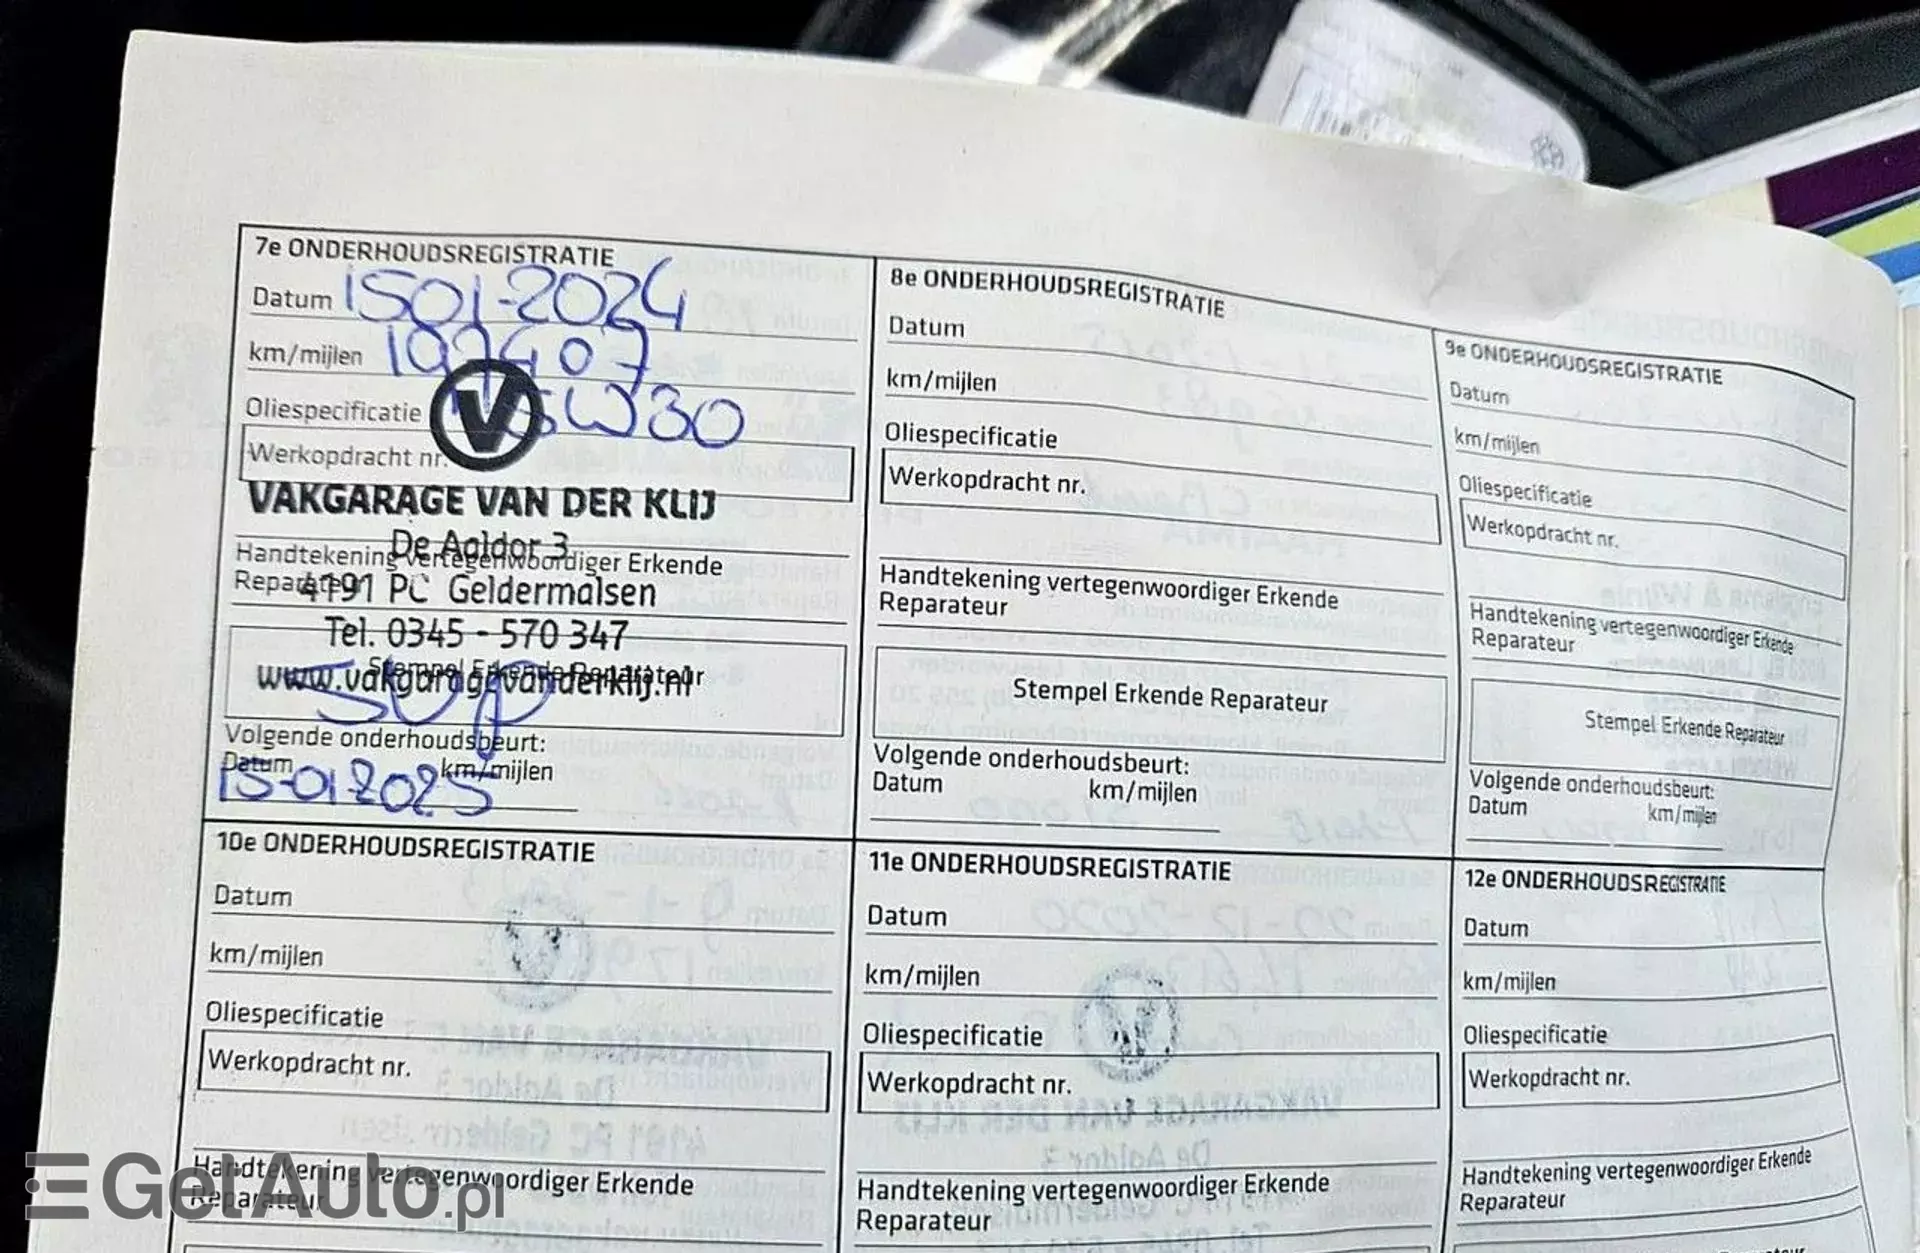 7e ONDERHOUDSREGISTRATIE
Datum 1501-2024
km/mijlen
Oliespecificatie 5W30
Werkopdracht nr.
VAKGARAGE VAN DER KLIJ
De Aaldor 3
Handtekening vertegenwoordiger Erkende
Reparateur
4191 PC Geldermalsen
Tel. 0345 - 570 347
Stempel Erkende Reparateur
www.vakgaragevanderklij.nl
Volgende onderhoudsbeurt:
Datum km/mijlen
15-01-2025
8e ONDERHOUDSREGISTRATIE
Datum
km/mijlen
Oliespecificatie
Werkopdracht nr.
Handtekening vertegenwoordiger Erkende
Reparateur
Stempel Erkende Reparateur
Volgende onderhoudsbeurt:
Datum km/mijlen
9e ONDERHOUDSREGISTRATIE
Datum
km/mijlen
Oliespecificatie
Werkopdracht nr.
Handtekening vertegenwoordiger Erkende
Reparateur
Stempel Erkende Reparateur
Volgende onderhoudsbeurt:
Datum km/mijlen
10e ONDERHOUDSREGISTRATIE
Datum
km/mijlen
Oliespecificatie
Werkopdracht nr.
Handtekening vertegenwoordiger Erkende
Reparateur
11e ONDERHOUDSREGISTRATIE
Datum
km/mijlen
Oliespecificatie
Werkopdracht nr.
Handtekening vertegenwoordiger Erkende
Reparateur
12e ONDERHOUDSREGISTRATIE
Datum
km/mijlen
Oliespecificatie
Werkopdracht nr.
Handtekening vertegenwoordiger Erkende
Reparateur
GetAuto.pl